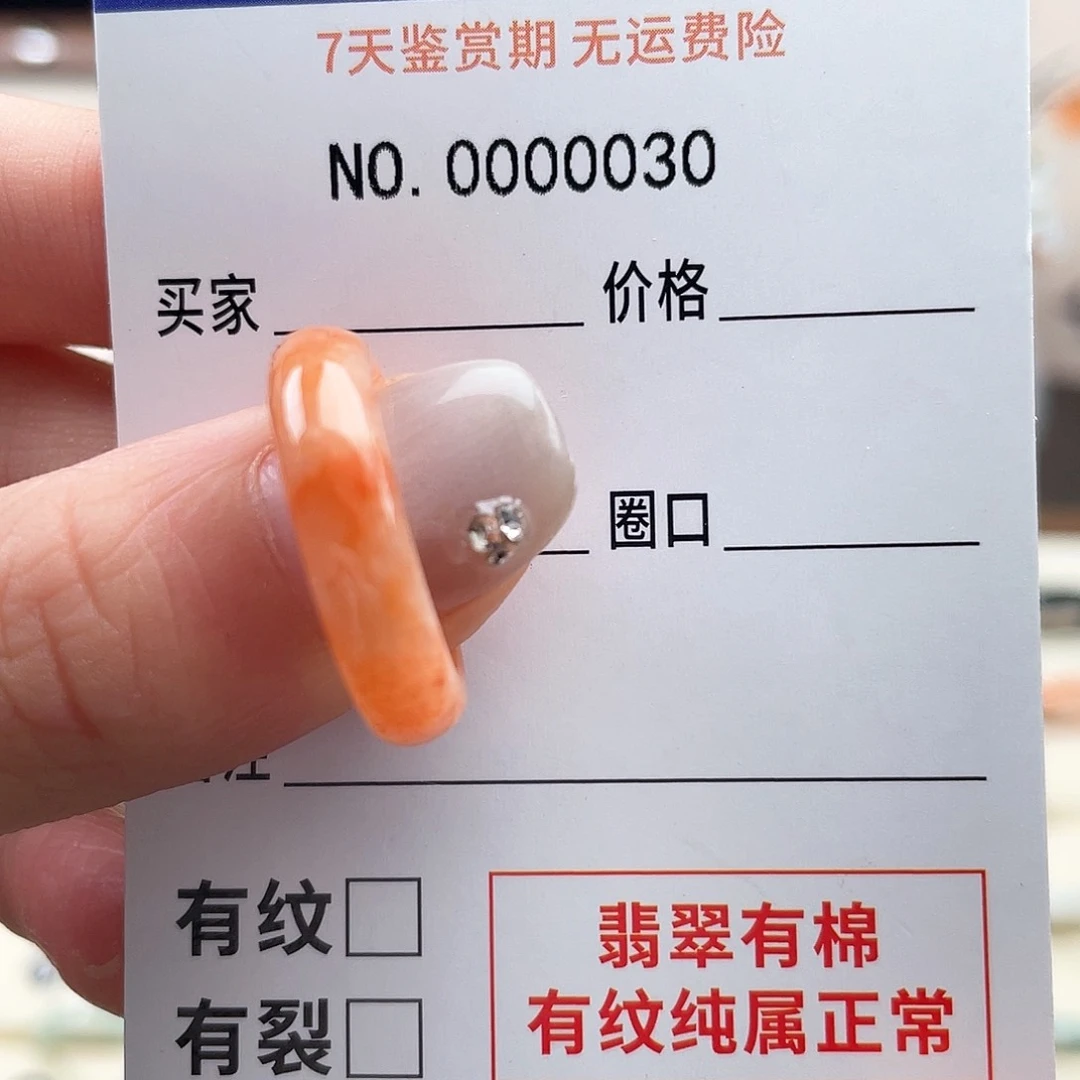 7天鉴赏期 无运费险
NO. 0000030
买家 价格
圈口
注
有纹
翡翠有棉
有裂
有纹纯属正常